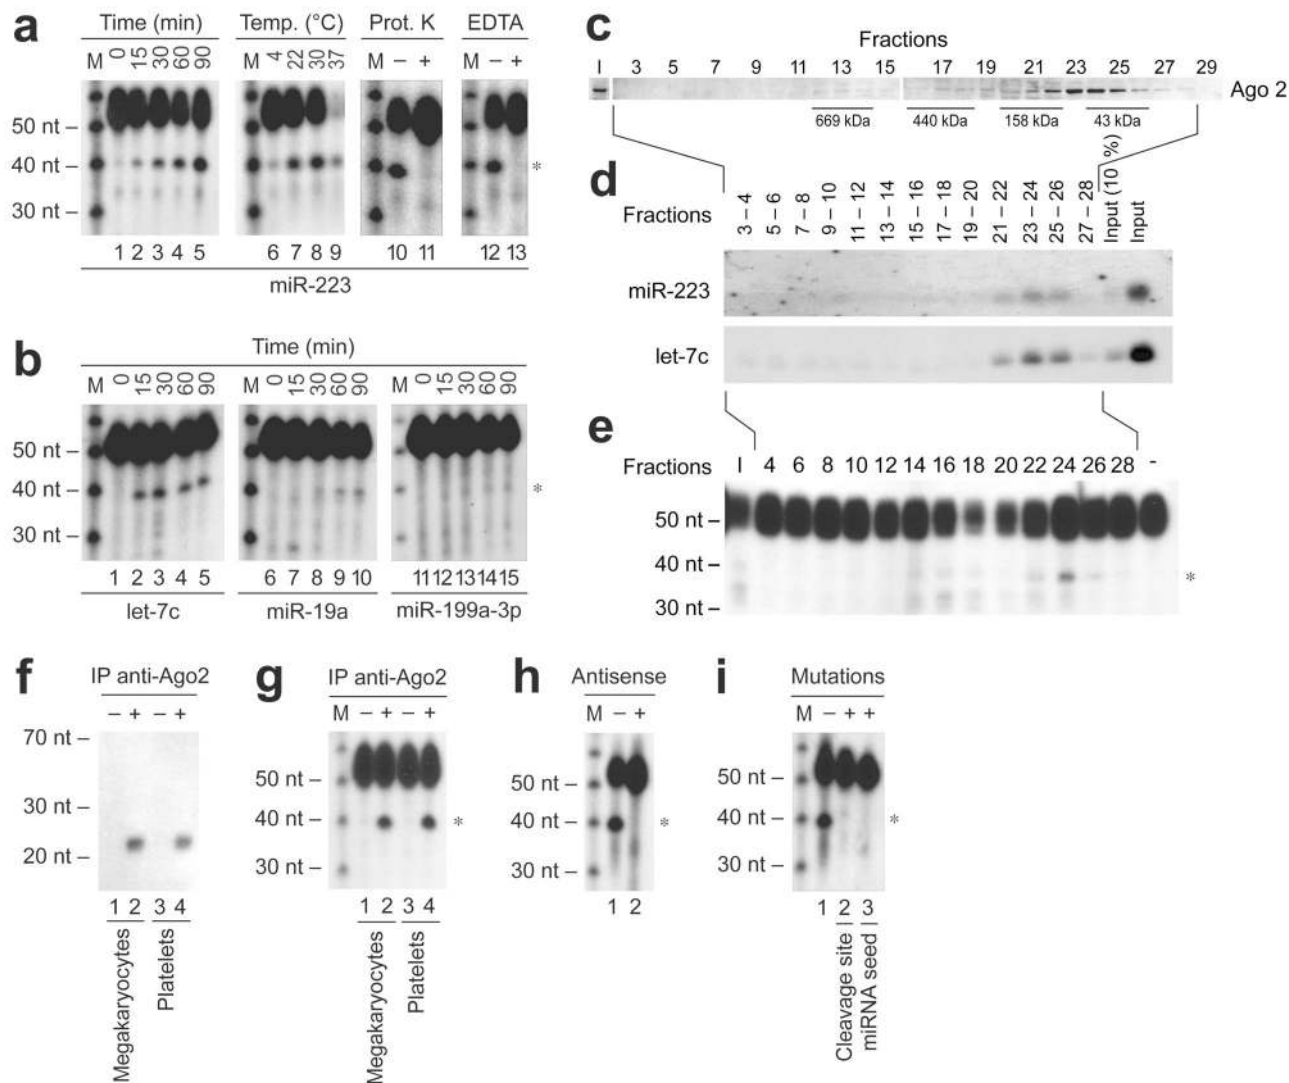 a
Time (min) Temp. (°C) Prot. K EDTA
M 0 15 30 60 90 M 4 22 30 37 M – + M – +
50 nt –
40 nt – *
30 nt –
1 2 3 4 5 6 7 8 9 10 11 12 13
miR-223
b
Time (min)
M 0 15 30 60 90 M 0 15 30 60 90 M 0 15 30 60 90
50 nt –
40 nt – *
30 nt –
1 2 3 4 5 6 7 8 9 10 11 12 13 14 15
let-7c miR-19a miR-199a-3p
c
Fractions
I 3 5 7 9 11 13 15 17 19 21 23 25 27 29
Ago 2
669 kDa 440 kDa 158 kDa 43 kDa
d
Fractions 3 – 4 5 – 6 7 – 8 9 – 10 11 – 12 13 – 14 15 – 16 17 – 18 19 – 20 21 – 22 23 – 24 25 – 26 27 – 28 Input (10 %) Input
miR-223
let-7c
e
Fractions I 4 6 8 10 12 14 16 18 20 22 24 26 28 -
50 nt –
40 nt –
*
30 nt –
f
IP anti-Ago2
– + – +
70 nt –
30 nt –
20 nt –
1 2 3 4
Megakaryocytes Platelets
g
IP anti-Ago2
M – + – +
50 nt –
40 nt – *
30 nt –
1 2 3 4
Megakaryocytes Platelets
h
Antisense
M – +
50 nt –
40 nt – *
30 nt –
1 2
i
Mutations
M – + +
50 nt –
40 nt – *
30 nt –
1 2 3
Cleavage site
miRNA seed